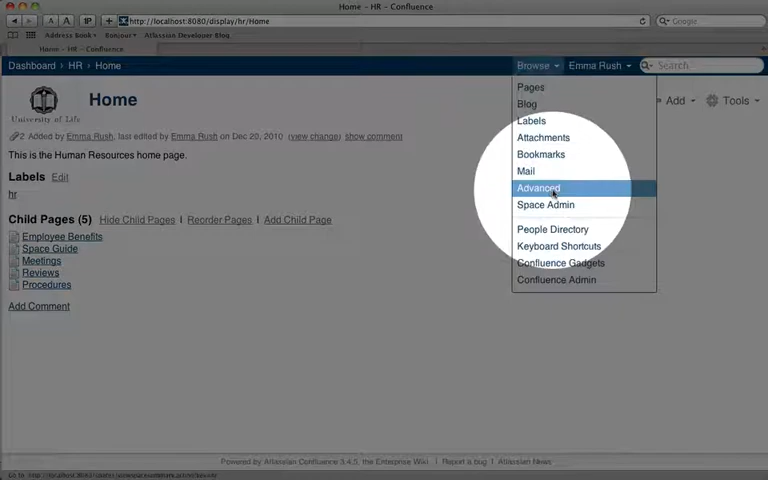 Home – HR – Confluence
http://localhost:8080/display/hr/Home
Google
Address Book Bonjour Atlassian Developer Blog
Home – HR – Confluence
Dashboard › HR › Home
Browse
Emma Rush
Search
University of Life
Home
Add
Tools
2 Added by Emma Rush, last edited by Emma Rush on Dec 20, 2010 (view change) show comment
This is the Human Resources home page.
Labels Edit
hr
Child Pages (5) Hide Child Pages | Reorder Pages | Add Child Page
Employee Benefits
Space Guide
Meetings
Reviews
Procedures
Add Comment
Pages
Blog
Labels
Attachments
Bookmarks
Mail
Advanced
Space Admin
People Directory
Keyboard Shortcuts
Confluence Gadgets
Confluence Admin
Powered by Atlassian Confluence 3.4.5, the Enterprise Wiki | Report a bug | Atlassian News